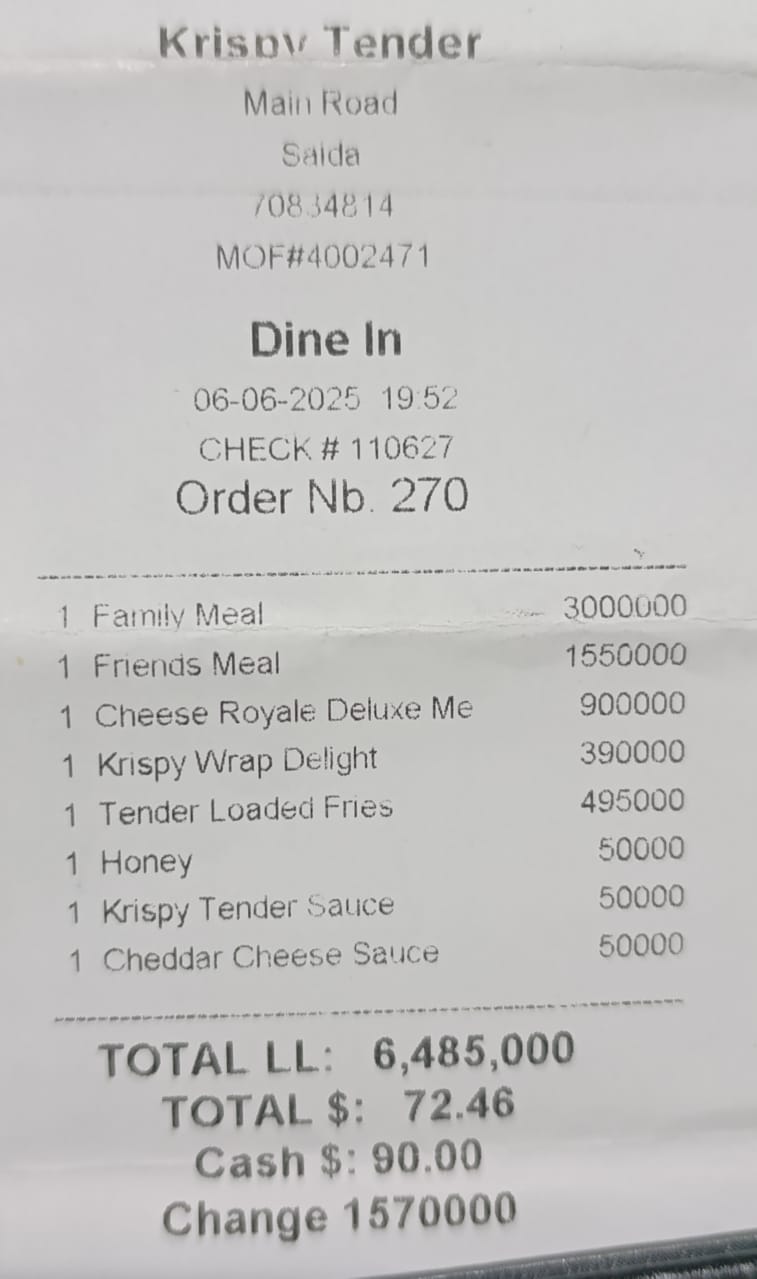 Krispy Tender
Main Road
Saida
70834814
MOF#4002471
Dine In
06-06-2025 19:52
CHECK # 110627
Order Nb. 270
1 Family Meal 3000000
1 Friends Meal 1550000
1 Cheese Royale Deluxe Me 900000
1 Krispy Wrap Delight 390000
1 Tender Loaded Fries 495000
1 Honey 50000
1 Krispy Tender Sauce 50000
1 Cheddar Cheese Sauce 50000
TOTAL LL: 6,485,000
TOTAL $: 72.46
Cash $: 90.00
Change 1570000